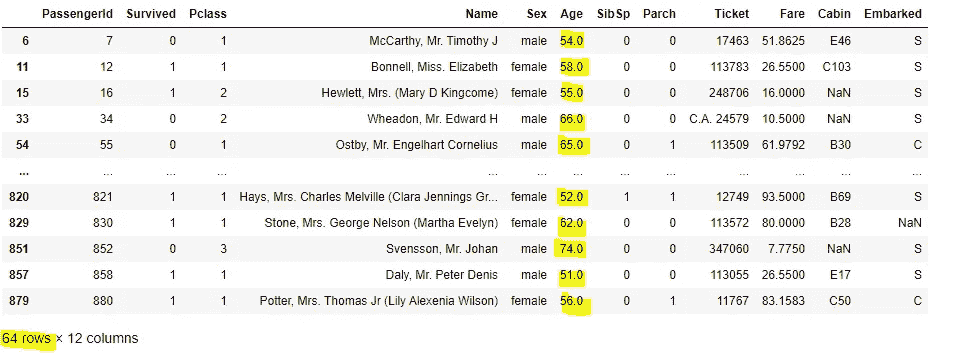 PassengerId Survived Pclass Name Sex Age SibSp Parch Ticket Fare Cabin Embarked
6 7 0 1 McCarthy, Mr. Timothy J male 54.0 0 0 17463 51.8625 E46 S
11 12 1 1 Bonnell, Miss. Elizabeth female 58.0 0 0 113783 26.5500 C103 S
15 16 1 2 Hewlett, Mrs. (Mary D Kingcome) female 55.0 0 0 248706 16.0000 NaN S
33 34 0 2 Wheadon, Mr. Edward H male 66.0 0 0 C.A. 24579 10.5000 NaN S
54 55 0 1 Ostby, Mr. Engelhart Cornelius male 65.0 0 1 113509 61.9792 B30 C
... ... ... ... ... ... ... ... ... ... ... ... ...
820 821 1 1 Hays, Mrs. Charles Melville (Clara Jennings Gr... female 52.0 1 1 12749 93.5000 B69 S
829 830 1 1 Stone, Mrs. George Nelson (Martha Evelyn) female 62.0 0 0 113572 80.0000 B28 NaN
851 852 0 3 Svensson, Mr. Johan male 74.0 0 0 347060 7.7750 NaN S
857 858 1 1 Daly, Mr. Peter Denis male 51.0 0 0 113055 26.5500 E17 S
879 880 1 1 Potter, Mrs. Thomas Jr (Lily Alexenia Wilson) female 56.0 0 1 11767 83.1583 C50 C
64 rows × 12 columns